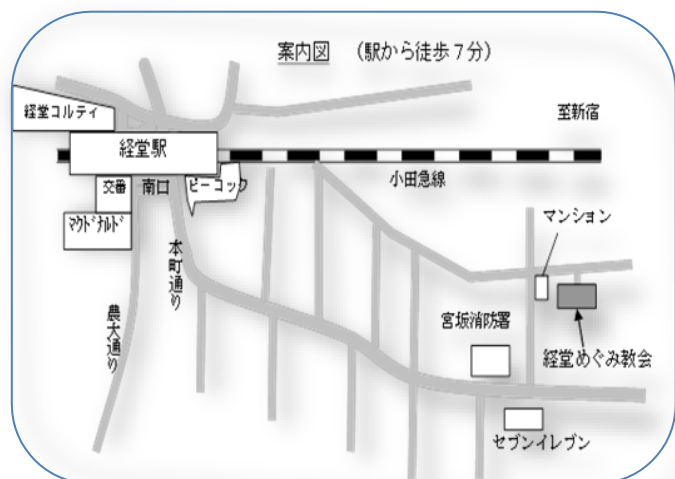 案内図 (駅から徒歩7分)
経堂コルティ
至新宿
経堂駅
小田急線
交番
南口
ピーコック
マクドナルド
マンション
本町通り
農大通り
宮坂消防署
経堂めぐみ教会
セブンイレブン